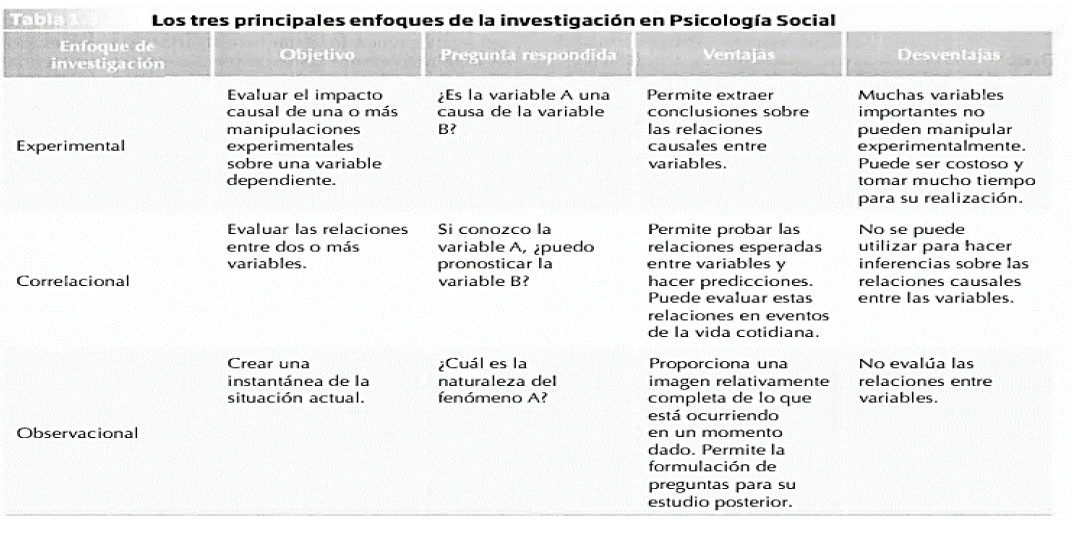 Tabla 1.3 Los tres principales enfoques de la investigación en Psicología Social
Enfoque de
investigación
Objetivo
Pregunta respondida
Ventajas
Desventajas
Experimental
Evaluar el impacto
causal de una o más
manipulaciones
experimentales
sobre una variable
dependiente.
¿Es la variable A una
causa de la variable
B?
Permite extraer
conclusiones sobre
las relaciones
causales entre
variables.
Muchas variables
importantes no
pueden manipular
experimentalmente.
Puede ser costoso y
tomar mucho tiempo
para su realización.
Correlacional
Evaluar las relaciones
entre dos o más
variables.
Si conozco la
variable A, ¿puedo
pronosticar la
variable B?
Permite probar las
relaciones esperadas
entre variables y
hacer predicciones.
Puede evaluar estas
relaciones en eventos
de la vida cotidiana.
No se puede
utilizar para hacer
inferencias sobre las
relaciones causales
entre las variables.
Observacional
Crear una
instantánea de la
situación actual.
¿Cuál es la
naturaleza del
fenómeno A?
Proporciona una
imagen relativamente
completa de lo que
está ocurriendo
en un momento
dado. Permite la
formulación de
preguntas para su
estudio posterior.
No evalúa las
relaciones entre
variables.